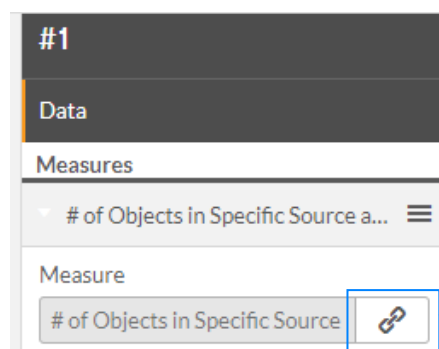 #1
Data
Measures
# of Objects in Specific Source a...
Measure
# of Objects in Specific Source